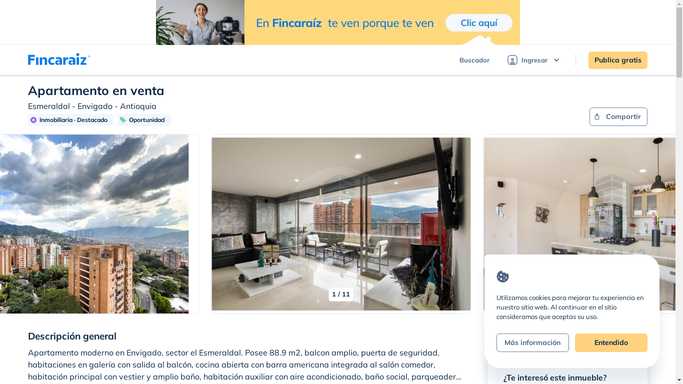 En Fincaraíz te ven porque te ven
Clic aquí
Fincaraiz
Buscador
Ingresar
Publica gratis
Apartamento en venta
Esmeraldal - Envigado - Antioquia
Inmobiliaria · Destacado
Oportunidad
Compartir
1 / 11
Utilizamos cookies para mejorar tu experiencia en
nuestro sitio web. Al continuar en el sitio
consideramos que aceptas su uso.
Más información
Entendido
Descripción general
Apartamento moderno en Envigado, sector el Esmeraldal. Posee 88.9 m2, balcon amplio, puerta de seguridad,
habitaciones en galería con salida al balcón, cocina abierta con barra americana integrada al salón comedor,
habitación principal con vestier y amplio baño, habitación auxiliar con aire acondicionado, baño social, parqueader...
¿Te interesó este inmueble?